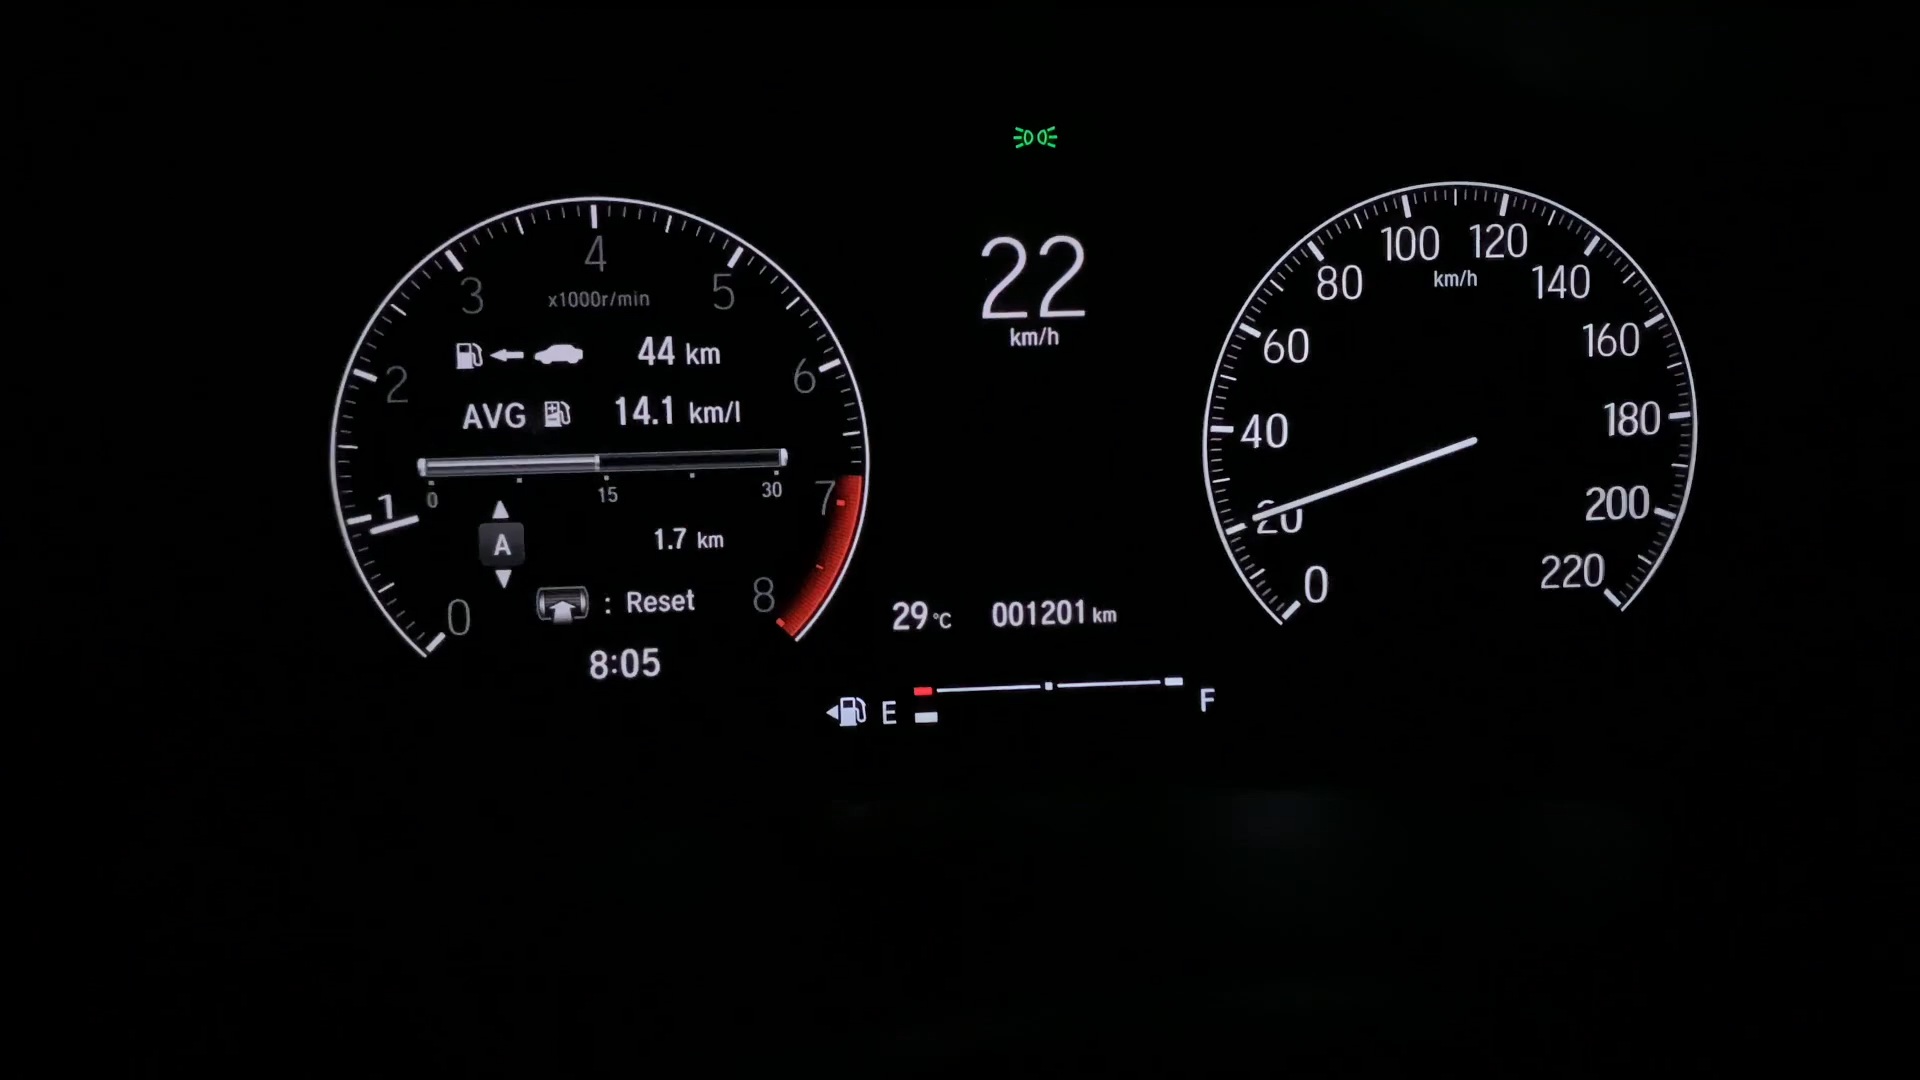 4
3
5
x1000r/min
44 km
2
6
AVG 14.1 km/l
0 15 30
1
7
A
1.7 km
: Reset
8
0
8:05
22
km/h
29°C 001201 km
E F
100 120
80 km/h 140
60 160
40 180
20 200
0 220